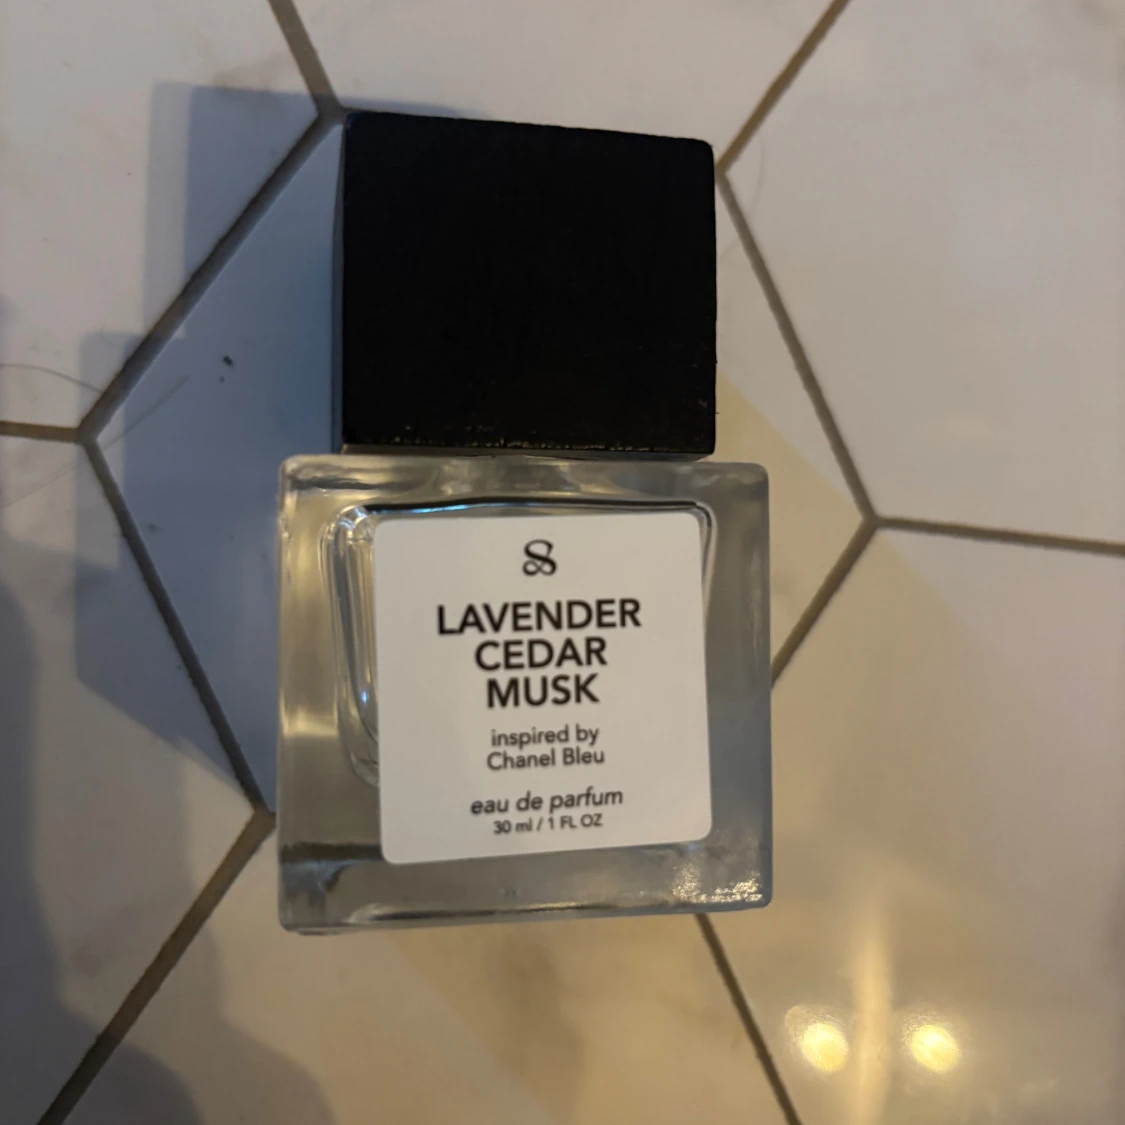 LAVENDER
CEDAR
MUSK
inspired by
Chanel Bleu
eau de parfum
30 ml / 1 FL OZ